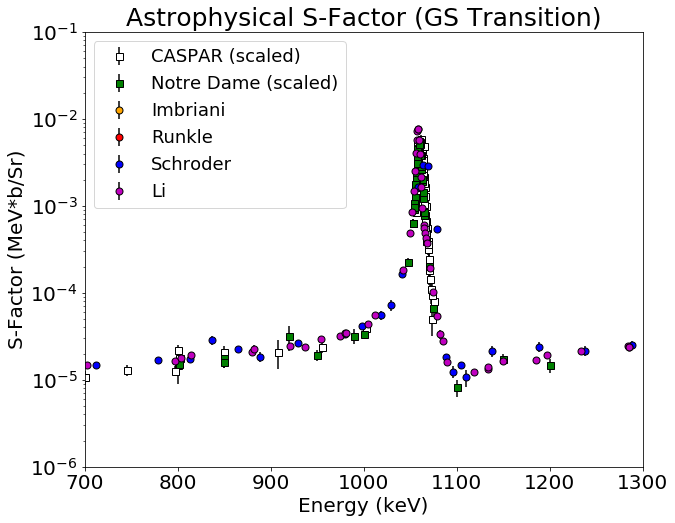 Astrophysical S-Factor (GS Transition)
S-Factor (MeV*b/Sr)
10⁻¹
10⁻²
10⁻³
10⁻⁴
10⁻⁵
10⁻⁶
CASPAR (scaled)
Notre Dame (scaled)
Imbriani
Runkle
Schroder
Li
700 800 900 1000 1100 1200 1300
Energy (keV)